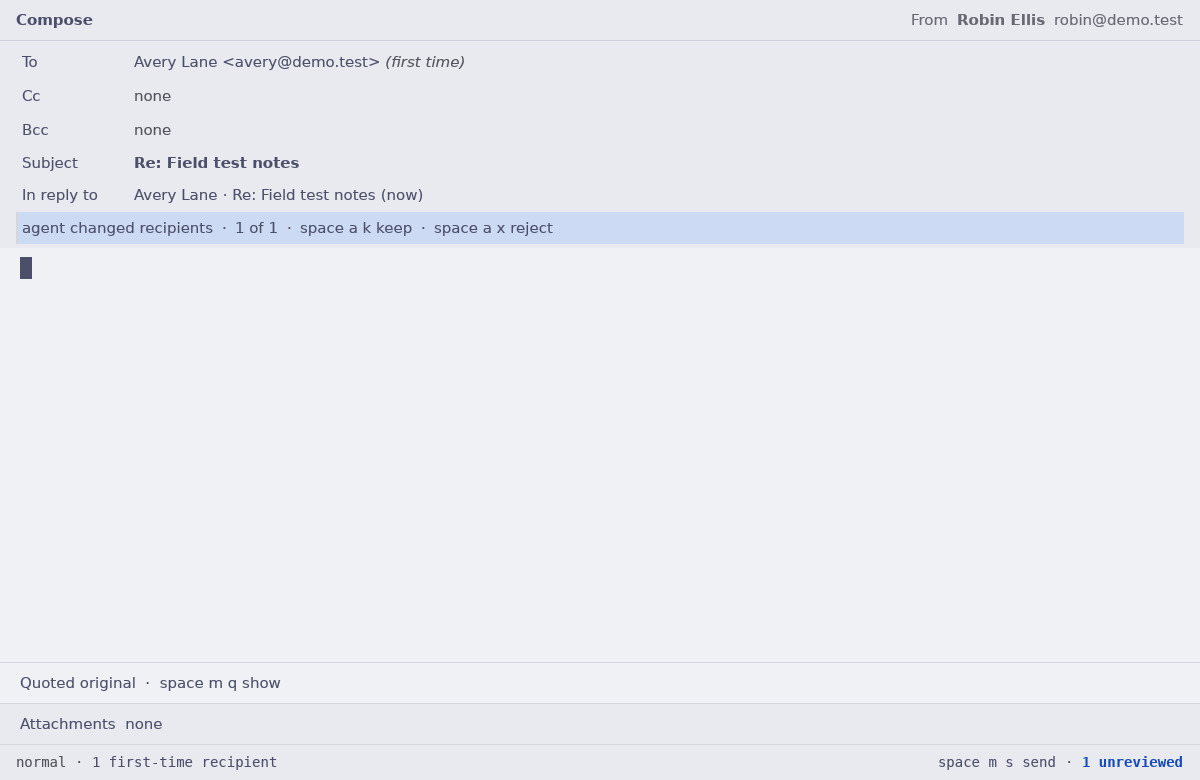 Compose From Robin Ellis robin@demo.test
To Avery Lane <avery@demo.test> (first time)
Cc none
Bcc none
Subject Re: Field test notes
In reply to Avery Lane · Re: Field test notes (now)
agent changed recipients · 1 of 1 · space a k keep · space a x reject
Quoted original · space m q show
Attachments none
normal · 1 first-time recipient space m s send · 1 unreviewed